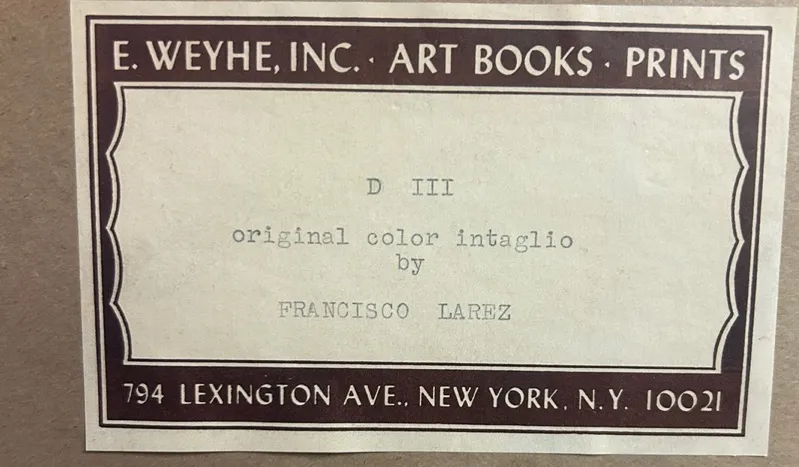 E. WEYHE, INC. · ART BOOKS · PRINTS
D III
original color intaglio
by
FRANCISCO LAREZ
794 LEXINGTON AVE., NEW YORK, N.Y. 10021